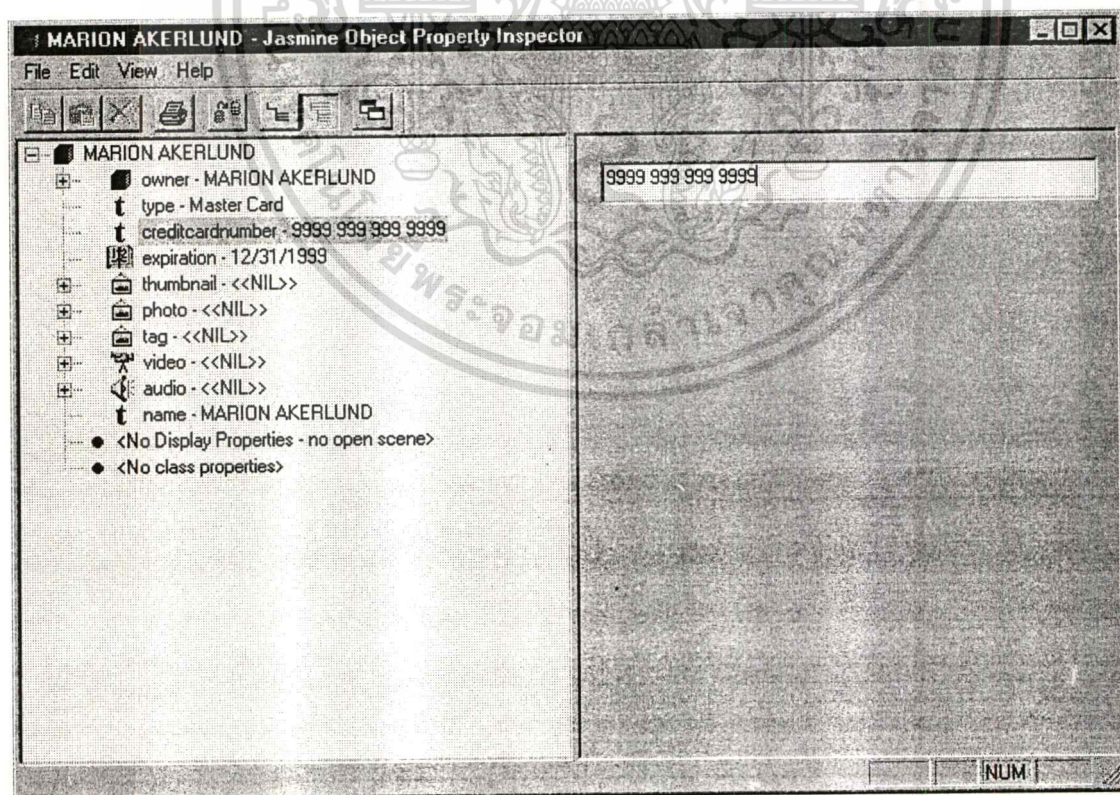 MARION AKERLUND - Jasmine Object Property Inspector
File Edit View Help
MARION AKERLUND
owner - MARION AKERLUND
type - Master Card
creditcardnumber - 9999 999 999 9999
expiration - 12/31/1999
thumbnail - <<NIL>>
photo - <<NIL>>
tag - <<NIL>>
video - <<NIL>>
audio - <<NIL>>
name - MARION AKERLUND
<No Display Properties - no open scene>
<No class properties>
9999 999 999 9999
NUM